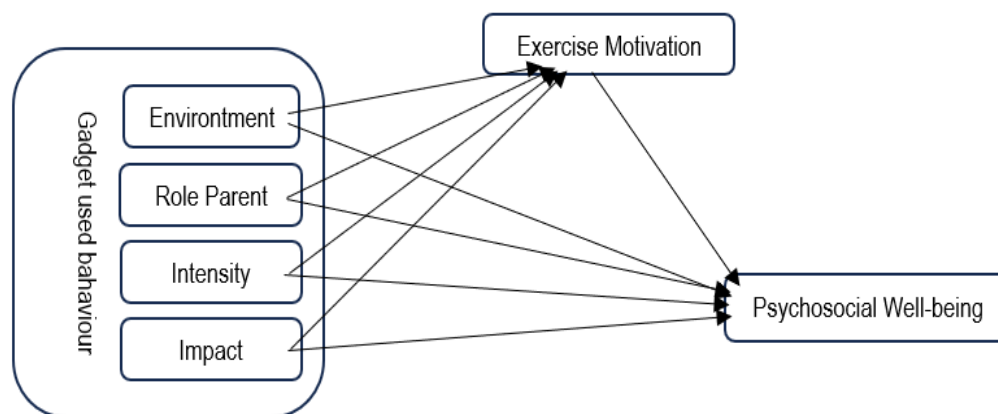 Exercise Motivation
Gadget used bahaviour
Environtment
Role Parent
Intensity
Impact
Psychosocial Well-being